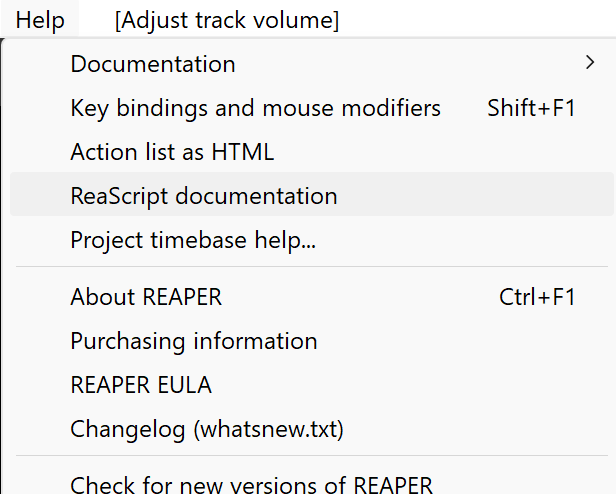 Help [Adjust track volume]
Documentation
Key bindings and mouse modifiers Shift+F1
Action list as HTML
ReaScript documentation
Project timebase help...
About REAPER Ctrl+F1
Purchasing information
REAPER EULA
Changelog (whatsnew.txt)
Check for new versions of REAPER